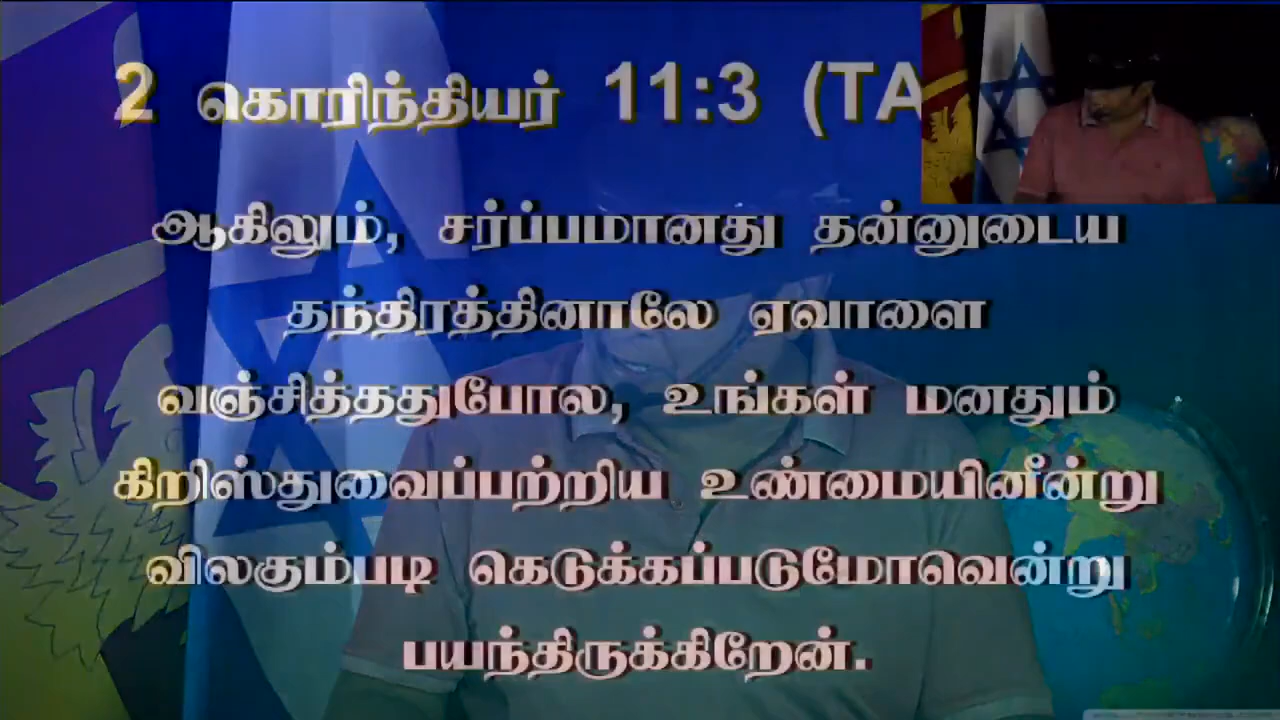 2 கொரிந்தியர் 11:3 (TA
ஆகிலும், சர்ப்பமானது தன்னுடைய
தந்திரத்தினாலே ஏவாளை
வஞ்சித்ததுபோல, உங்கள் மனதும்
கிறிஸ்துவைப்பற்றிய உண்மையினீன்று
விலகும்படி கெடுக்கப்படுமோவென்று
பயந்திருக்கிறேன்.